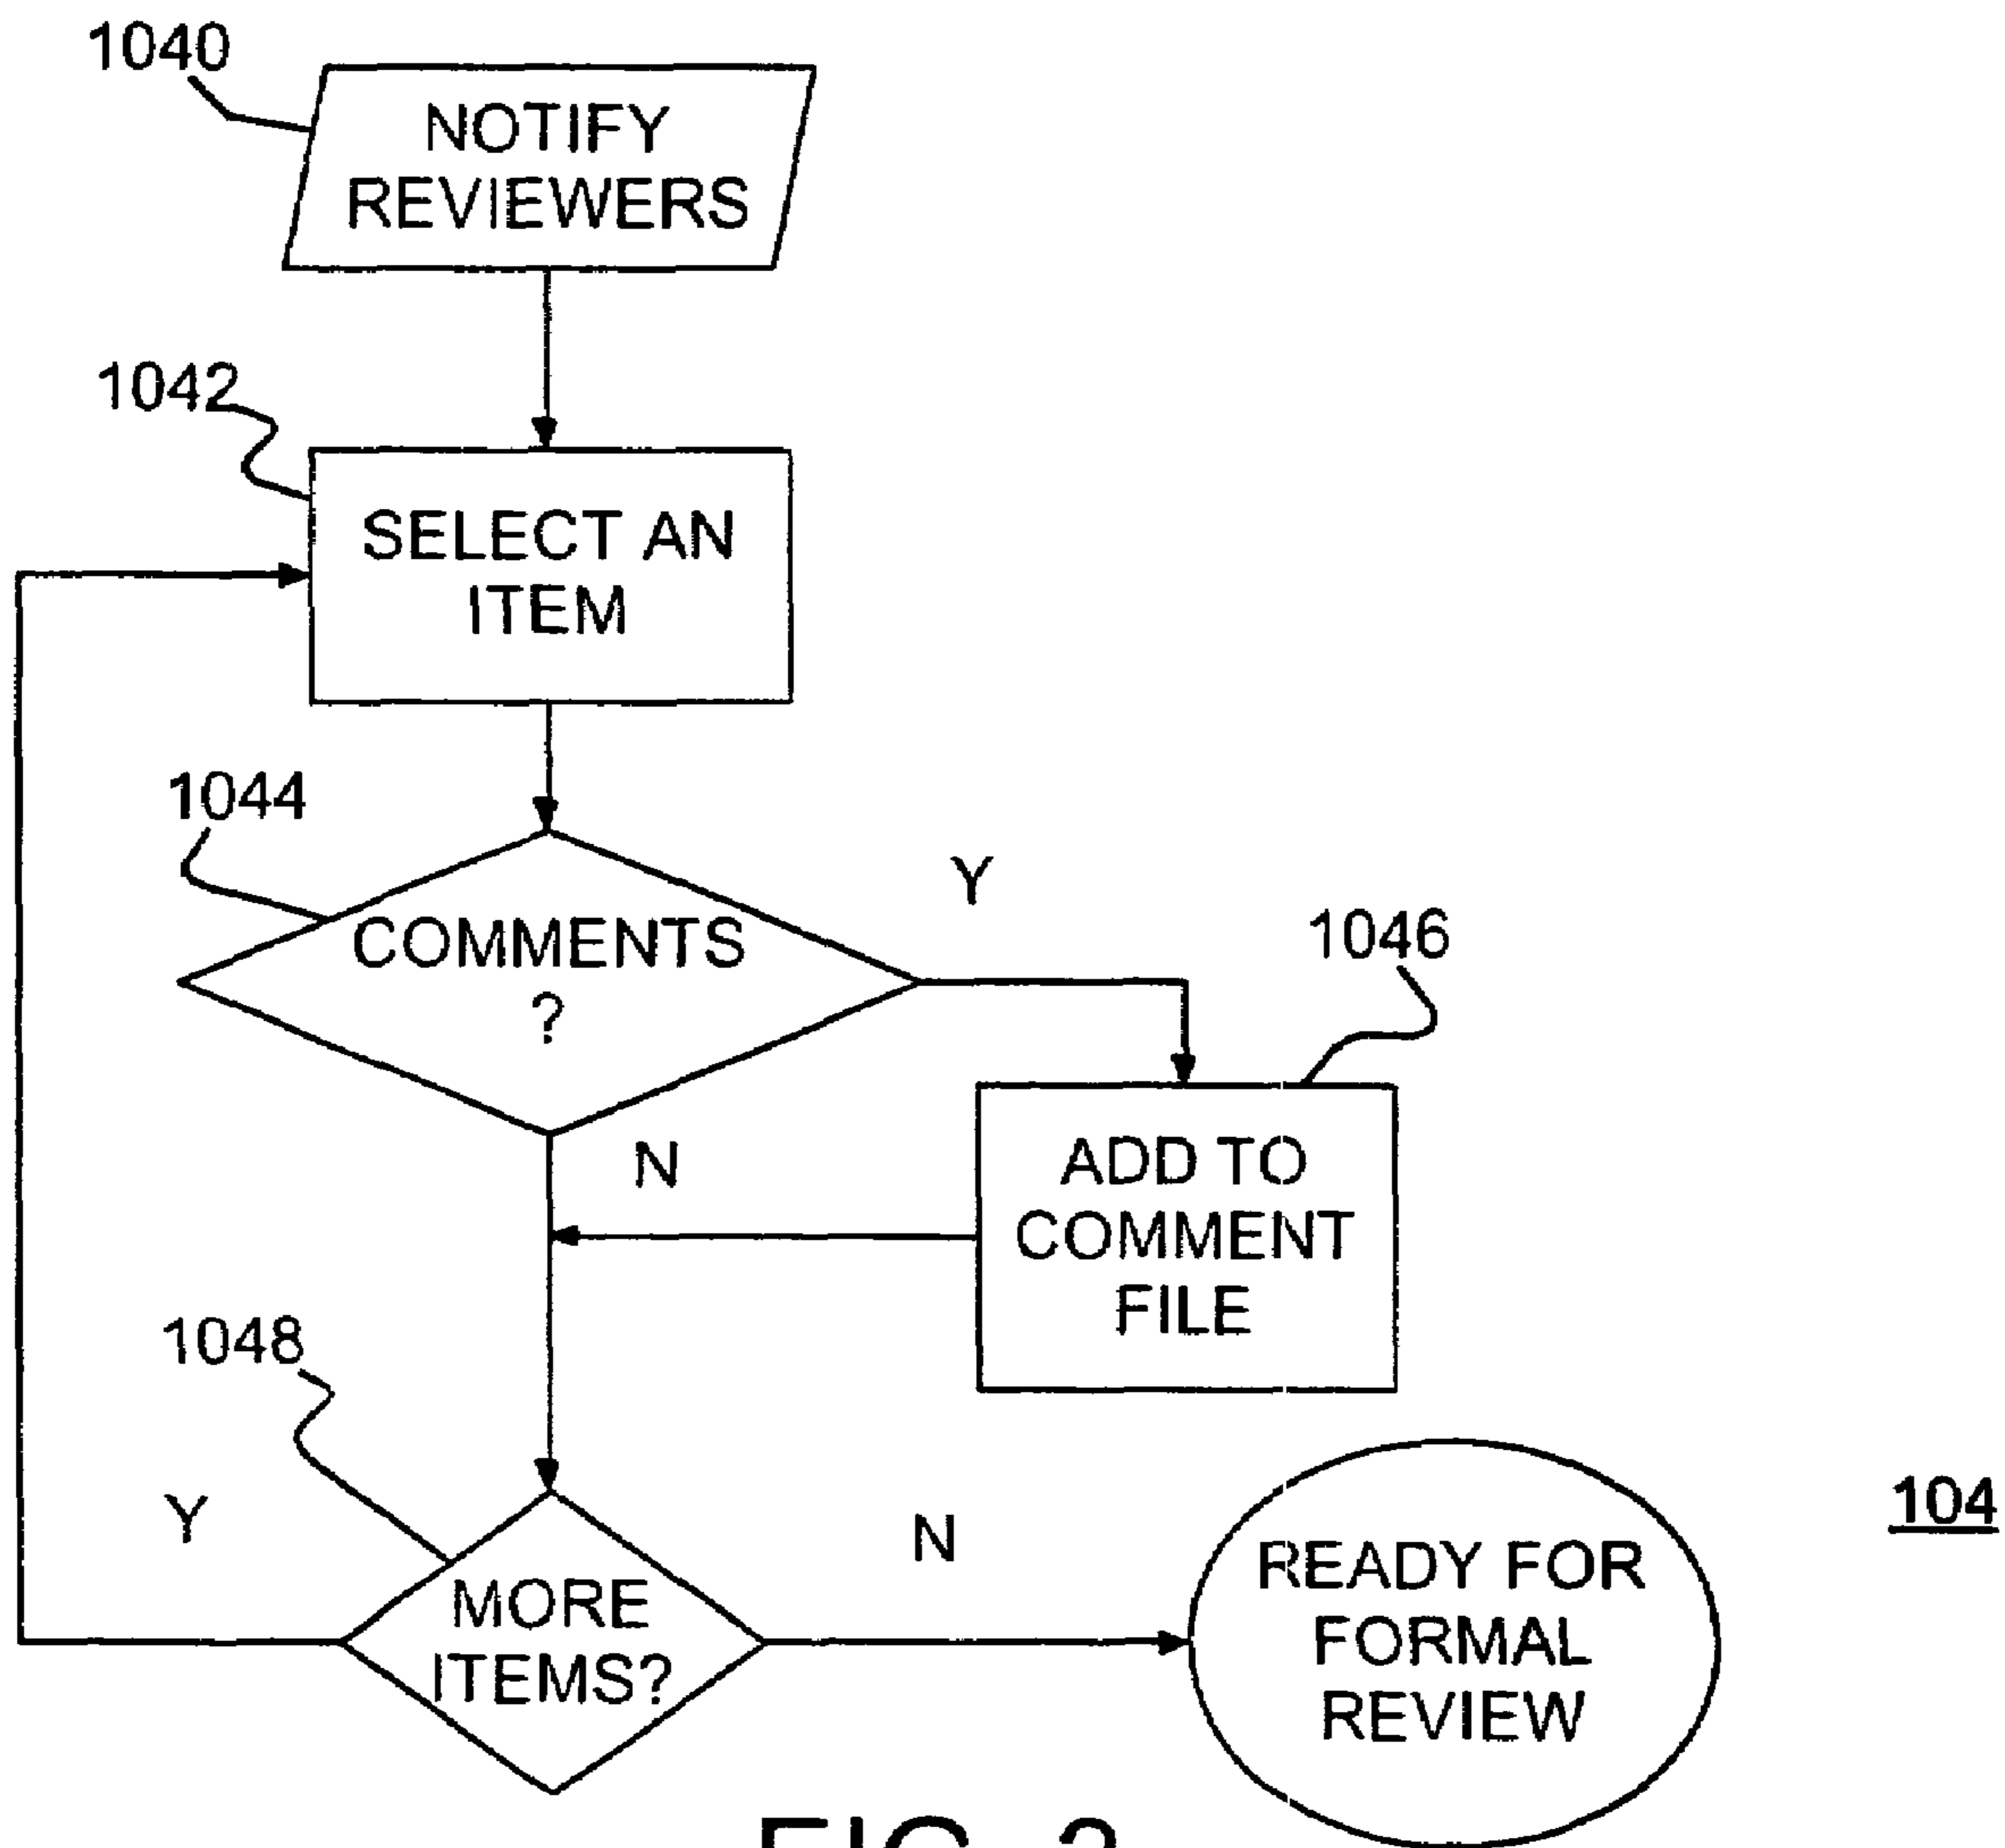 1040
NOTIFY
REVIEWERS
1042
SELECT AN
ITEM
1044
COMMENTS
?
Y
1046
N
ADD TO
COMMENT
FILE
1048
Y
MORE
ITEMS?
N
READY FOR
FORMAL
REVIEW
104
FIG.